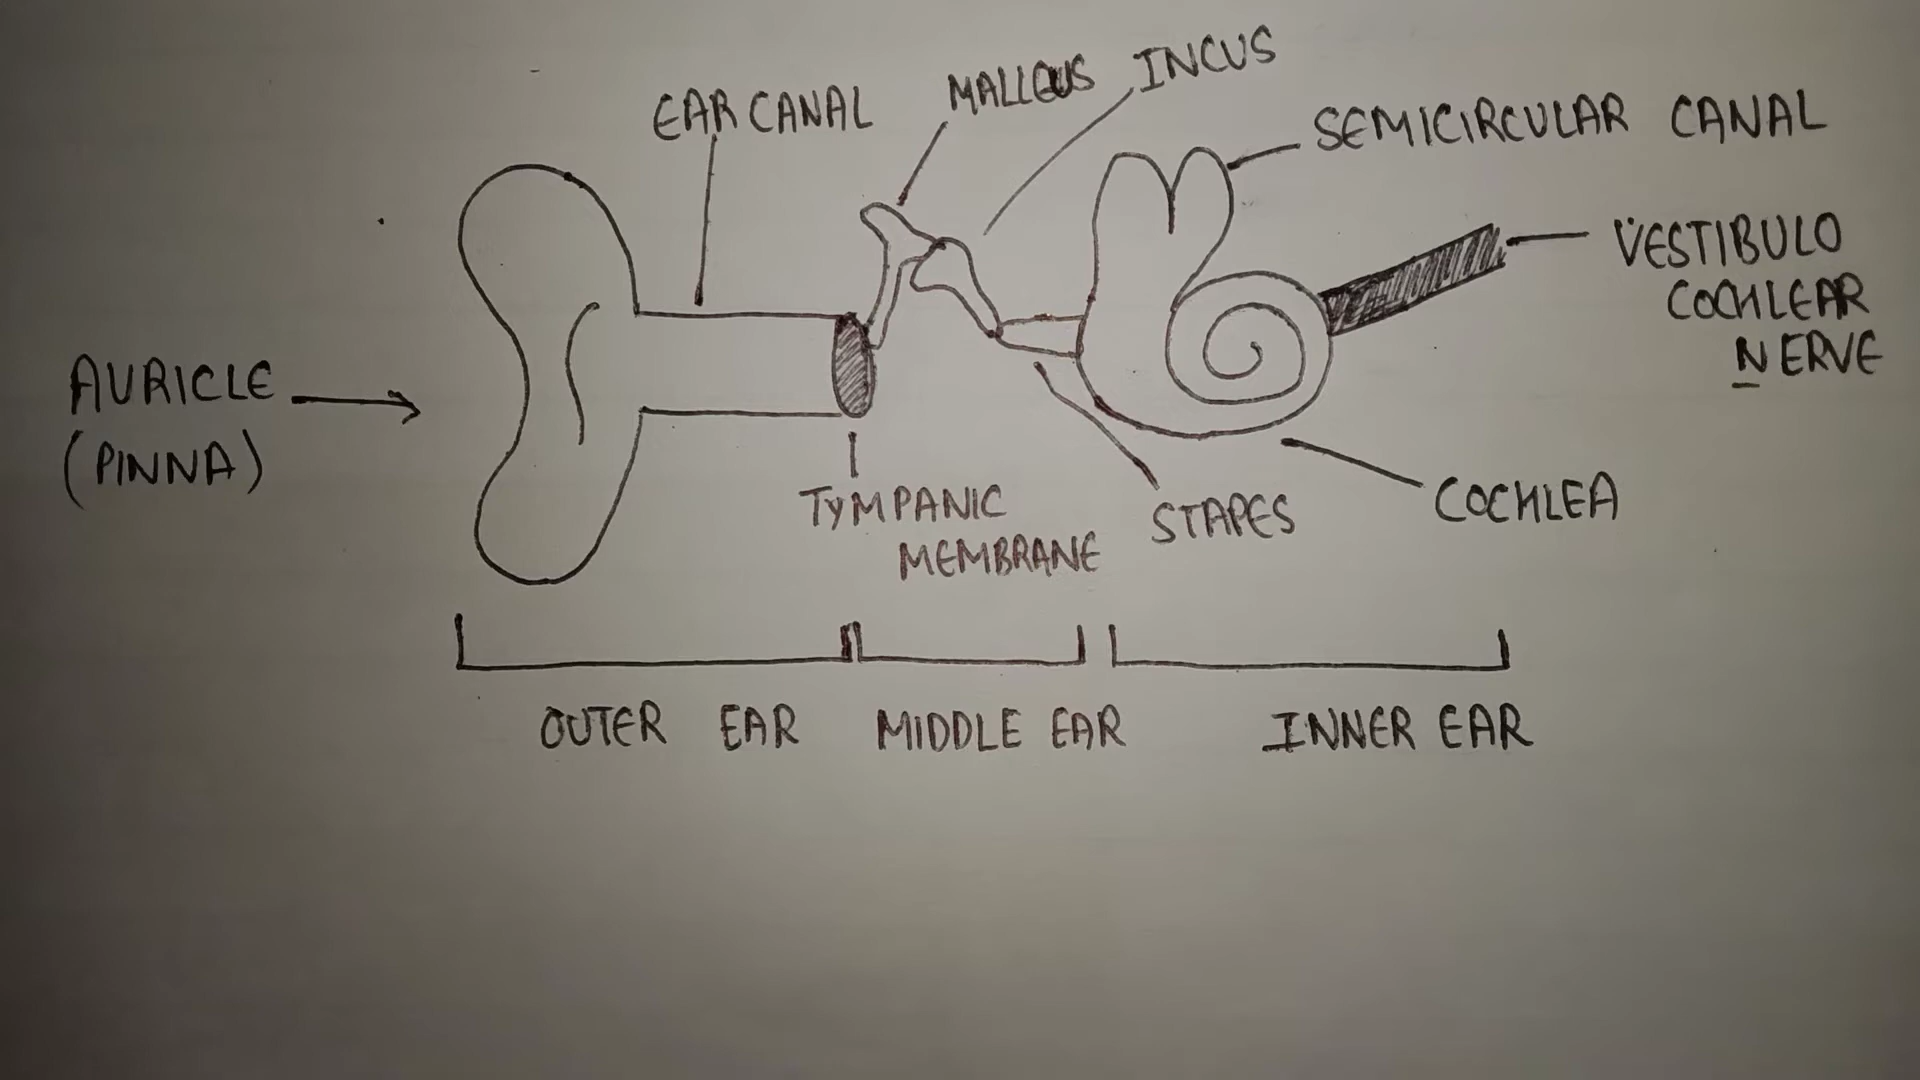 EAR CANAL
MALLEUS
INCUS
SEMICIRCULAR CANAL
VESTIBULO
COCHLEAR
NERVE
AURICLE
(PINNA)
TYMPANIC
MEMBRANE
STAPES
COCHLEA
OUTER EAR
MIDDLE EAR
INNER EAR